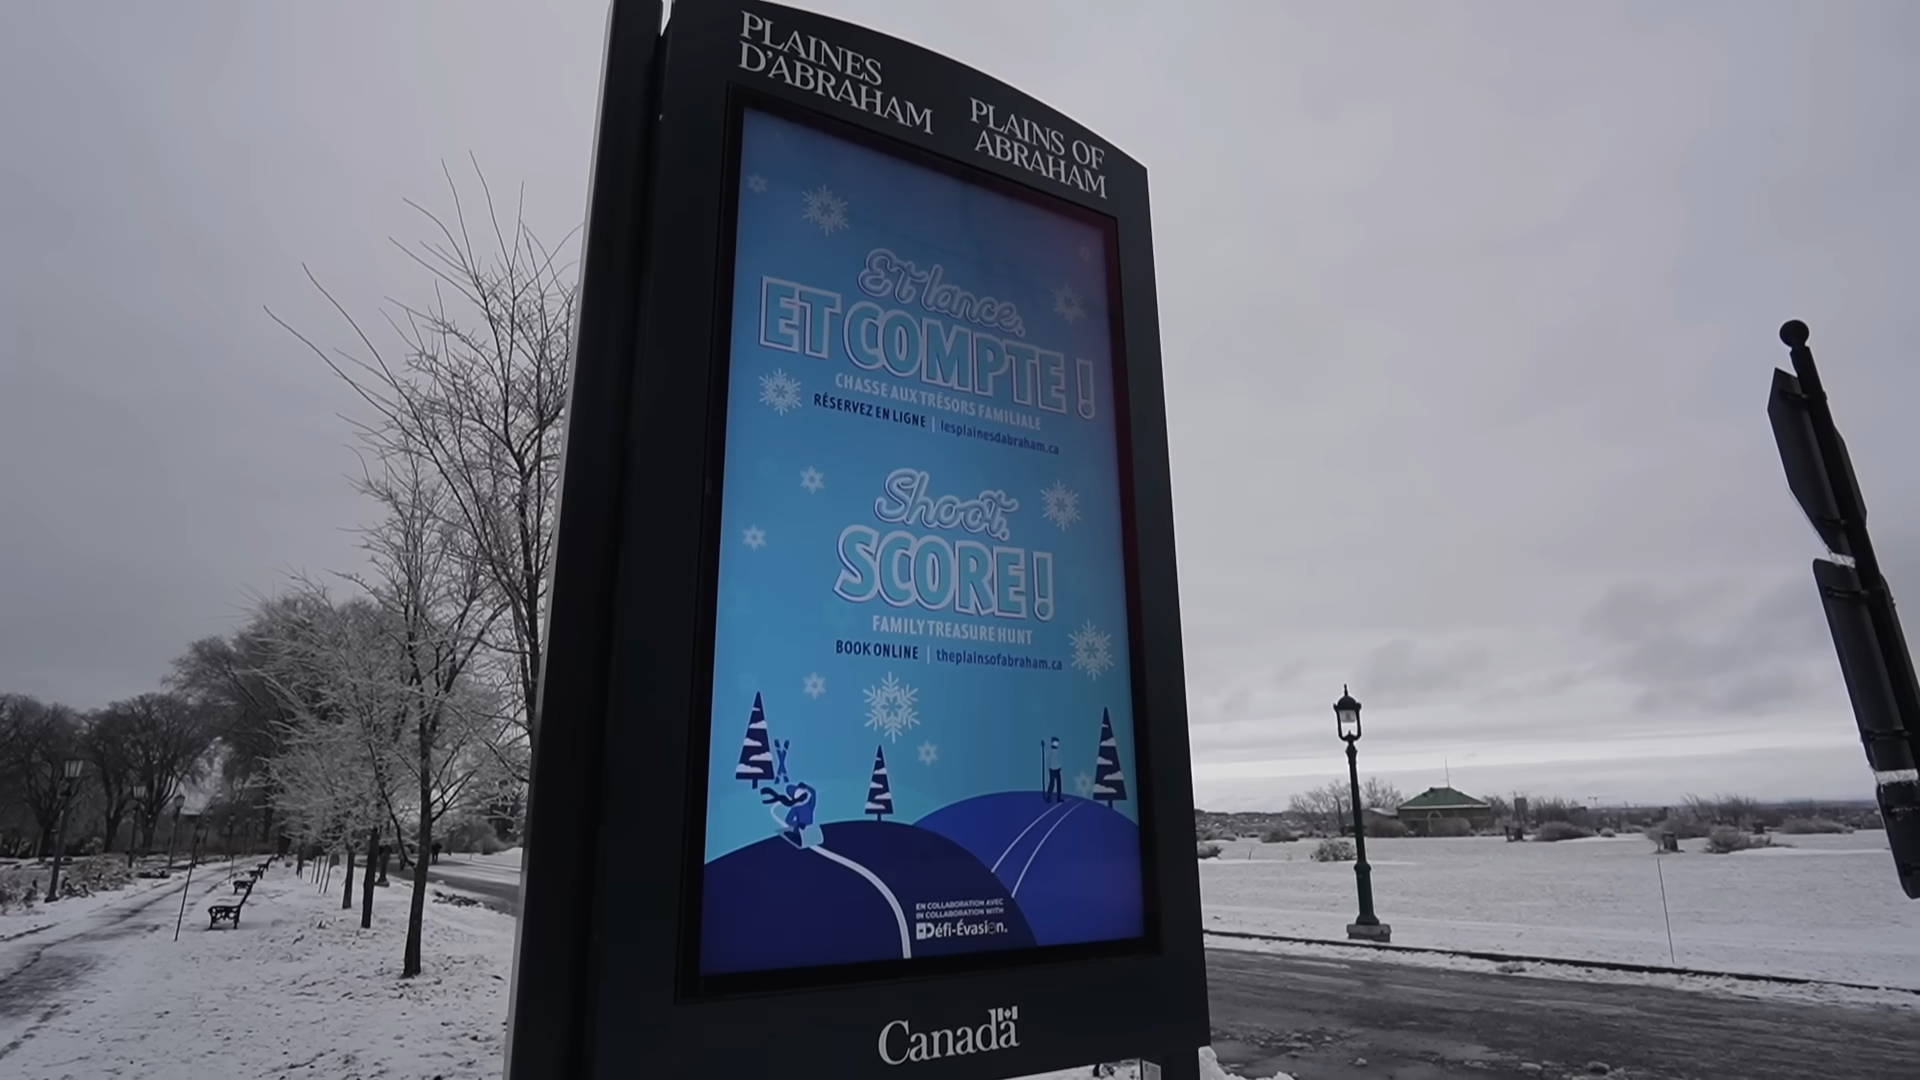 PLAINES
D'ABRAHAM
PLAINS OF
ABRAHAM
Et lance,
ET COMPTE !
CHASSE AUX TRÉSORS FAMILIALE
RÉSERVEZ EN LIGNE | lesplainesdabraham.ca
Shoot,
SCORE !
FAMILY TREASURE HUNT
BOOK ONLINE | theplainsofabraham.ca
EN COLLABORATION AVEC
IN COLLABORATION WITH
Défi-Évasion.
Canada